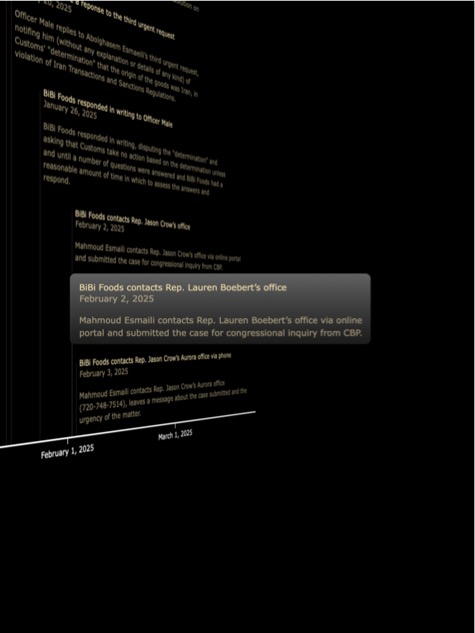 20, 2025
response to the third urgent request
Officer Male replies to Abolghasem Esmaeili's third urgent request,
notifing him (without any explanation or details of any kind) of
Customs' "determination" that the origin of the goods was Iran, in
violation of Iran Transactions and Sanctions Regulations.
BiBi Foods responded in writing to Officer Male
January 26, 2025
BiBi Foods responded in writing, disputing the "determination" and
asking that Customs take no action based on the determination unless
and until a number of questions were answered and BiBi Foods had a
reasonable amount of time in which to assess the answers and
respond.
BiBi Foods contacts Rep. Jason Crow's office
February 2, 2025
Mahmoud Esmaili contacts Rep. Jason Crow's office via online portal
and submitted the case for congressional inquiry from CBP.
BiBi Foods contacts Rep. Lauren Boebert's office
February 2, 2025
Mahmoud Esmaili contacts Rep. Lauren Boebert's office via online
portal and submitted the case for congressional inquiry from CBP.
BiBi Foods contacts Rep. Jason Crow's Aurora office via phone
February 3, 2025
Mahmoud Esmaili contacts Rep. Jason Crow's Aurora office
(720-748-7514), leaves a message about the case submitted and the
urgency of the matter.
February 1, 2025
March 1, 2025